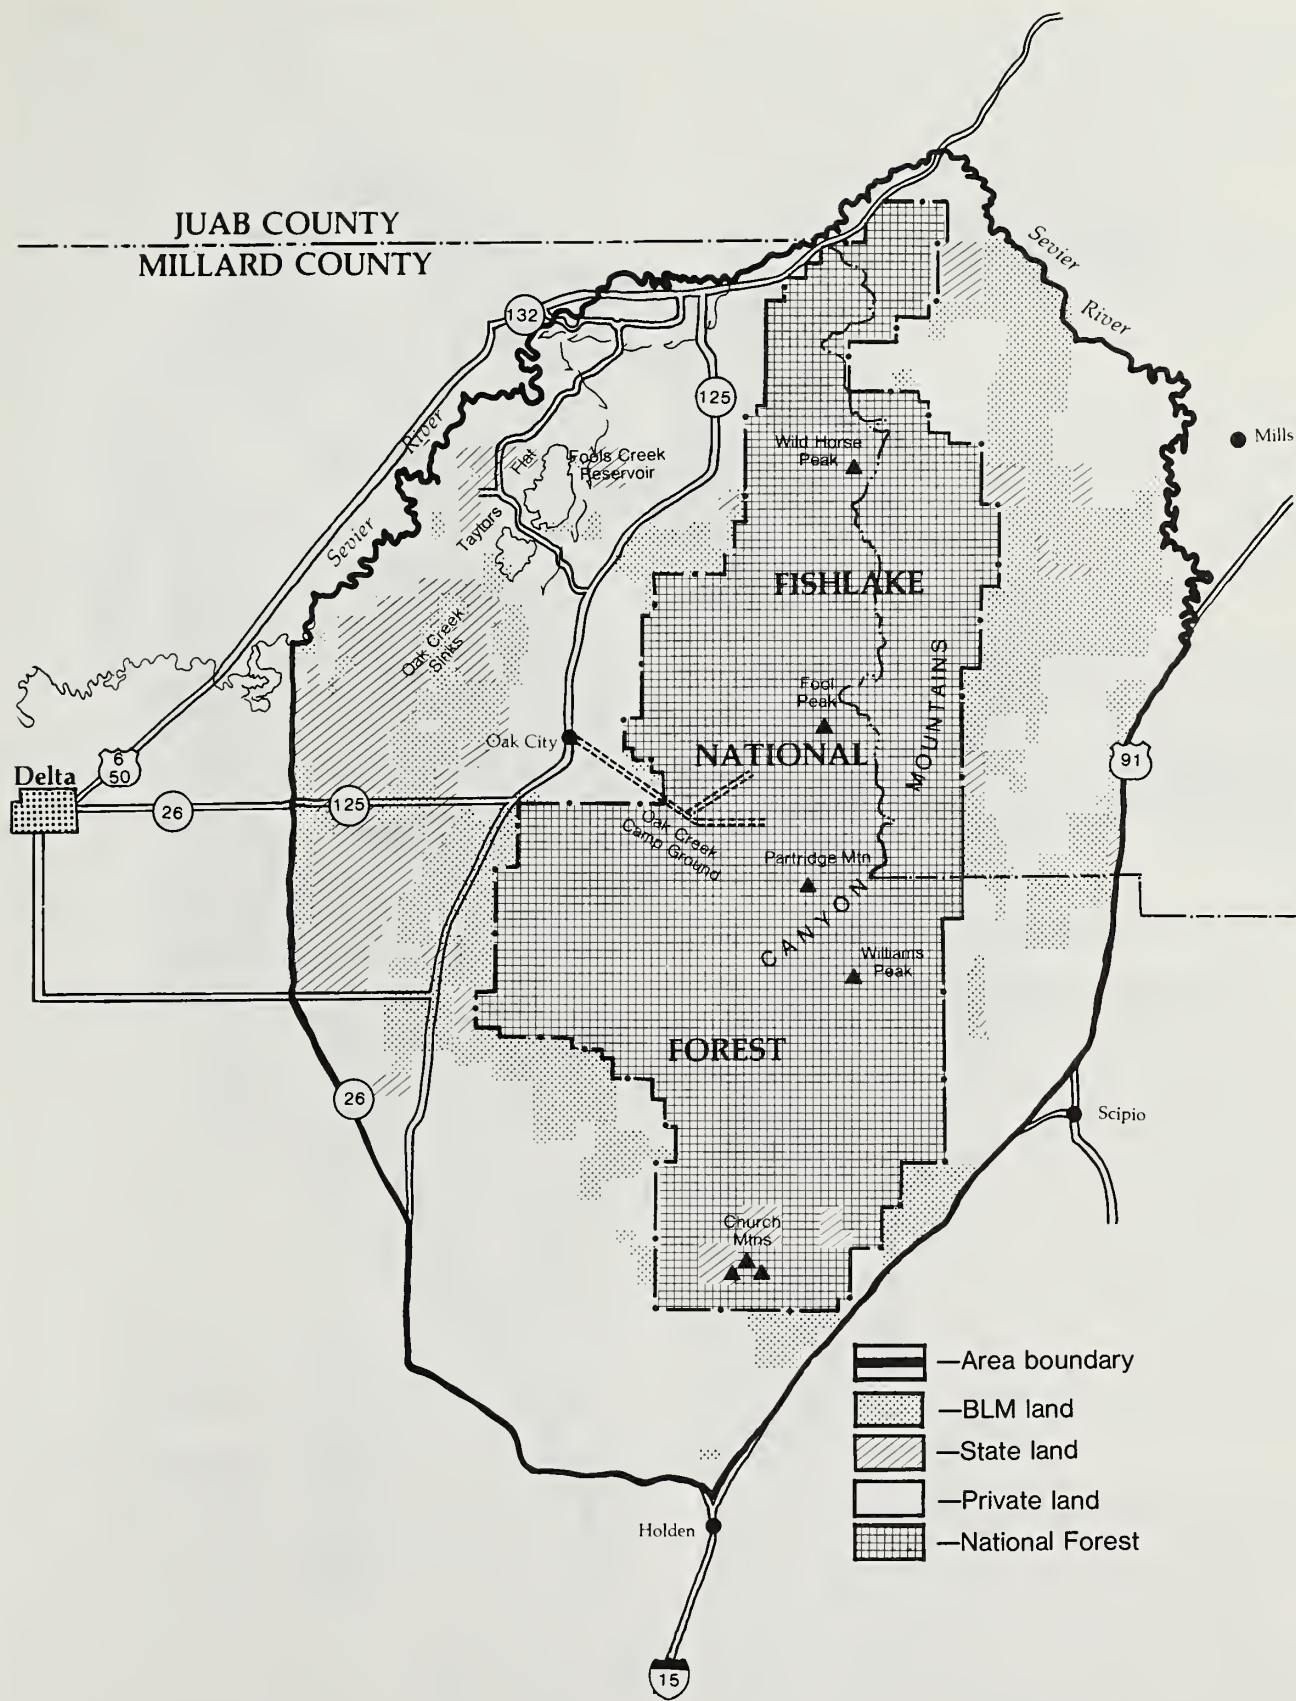 JUAB COUNTY
MILLARD COUNTY
Sevier
River
132
125
River
Sevier
Flat
Fools Creek
Reservoir
Taylors
Wild Horse
Peak
Mills
FISHLAKE
Oak Creek
Sinks
MOUNTAINS
Fool
Peak
Oak City
NATIONAL
6
50
91
Delta
26
125
Oak Creek
Camp Ground
Partridge Mtn
CANYON
Williams
Peak
FOREST
26
Scipio
Church
Mtns
—Area boundary
—BLM land
—State land
—Private land
—National Forest
Holden
15